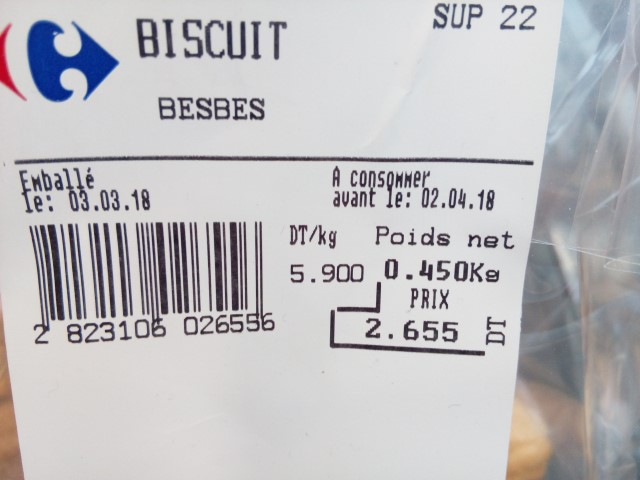 BISCUIT
SUP 22
BESBES
Emballé
le: 03.03.18
A consommer
avant le: 02.04.18
DT/kg
Poids net
5.900
0.450Kg
PRIX
2.655 DT
2 823106 026556